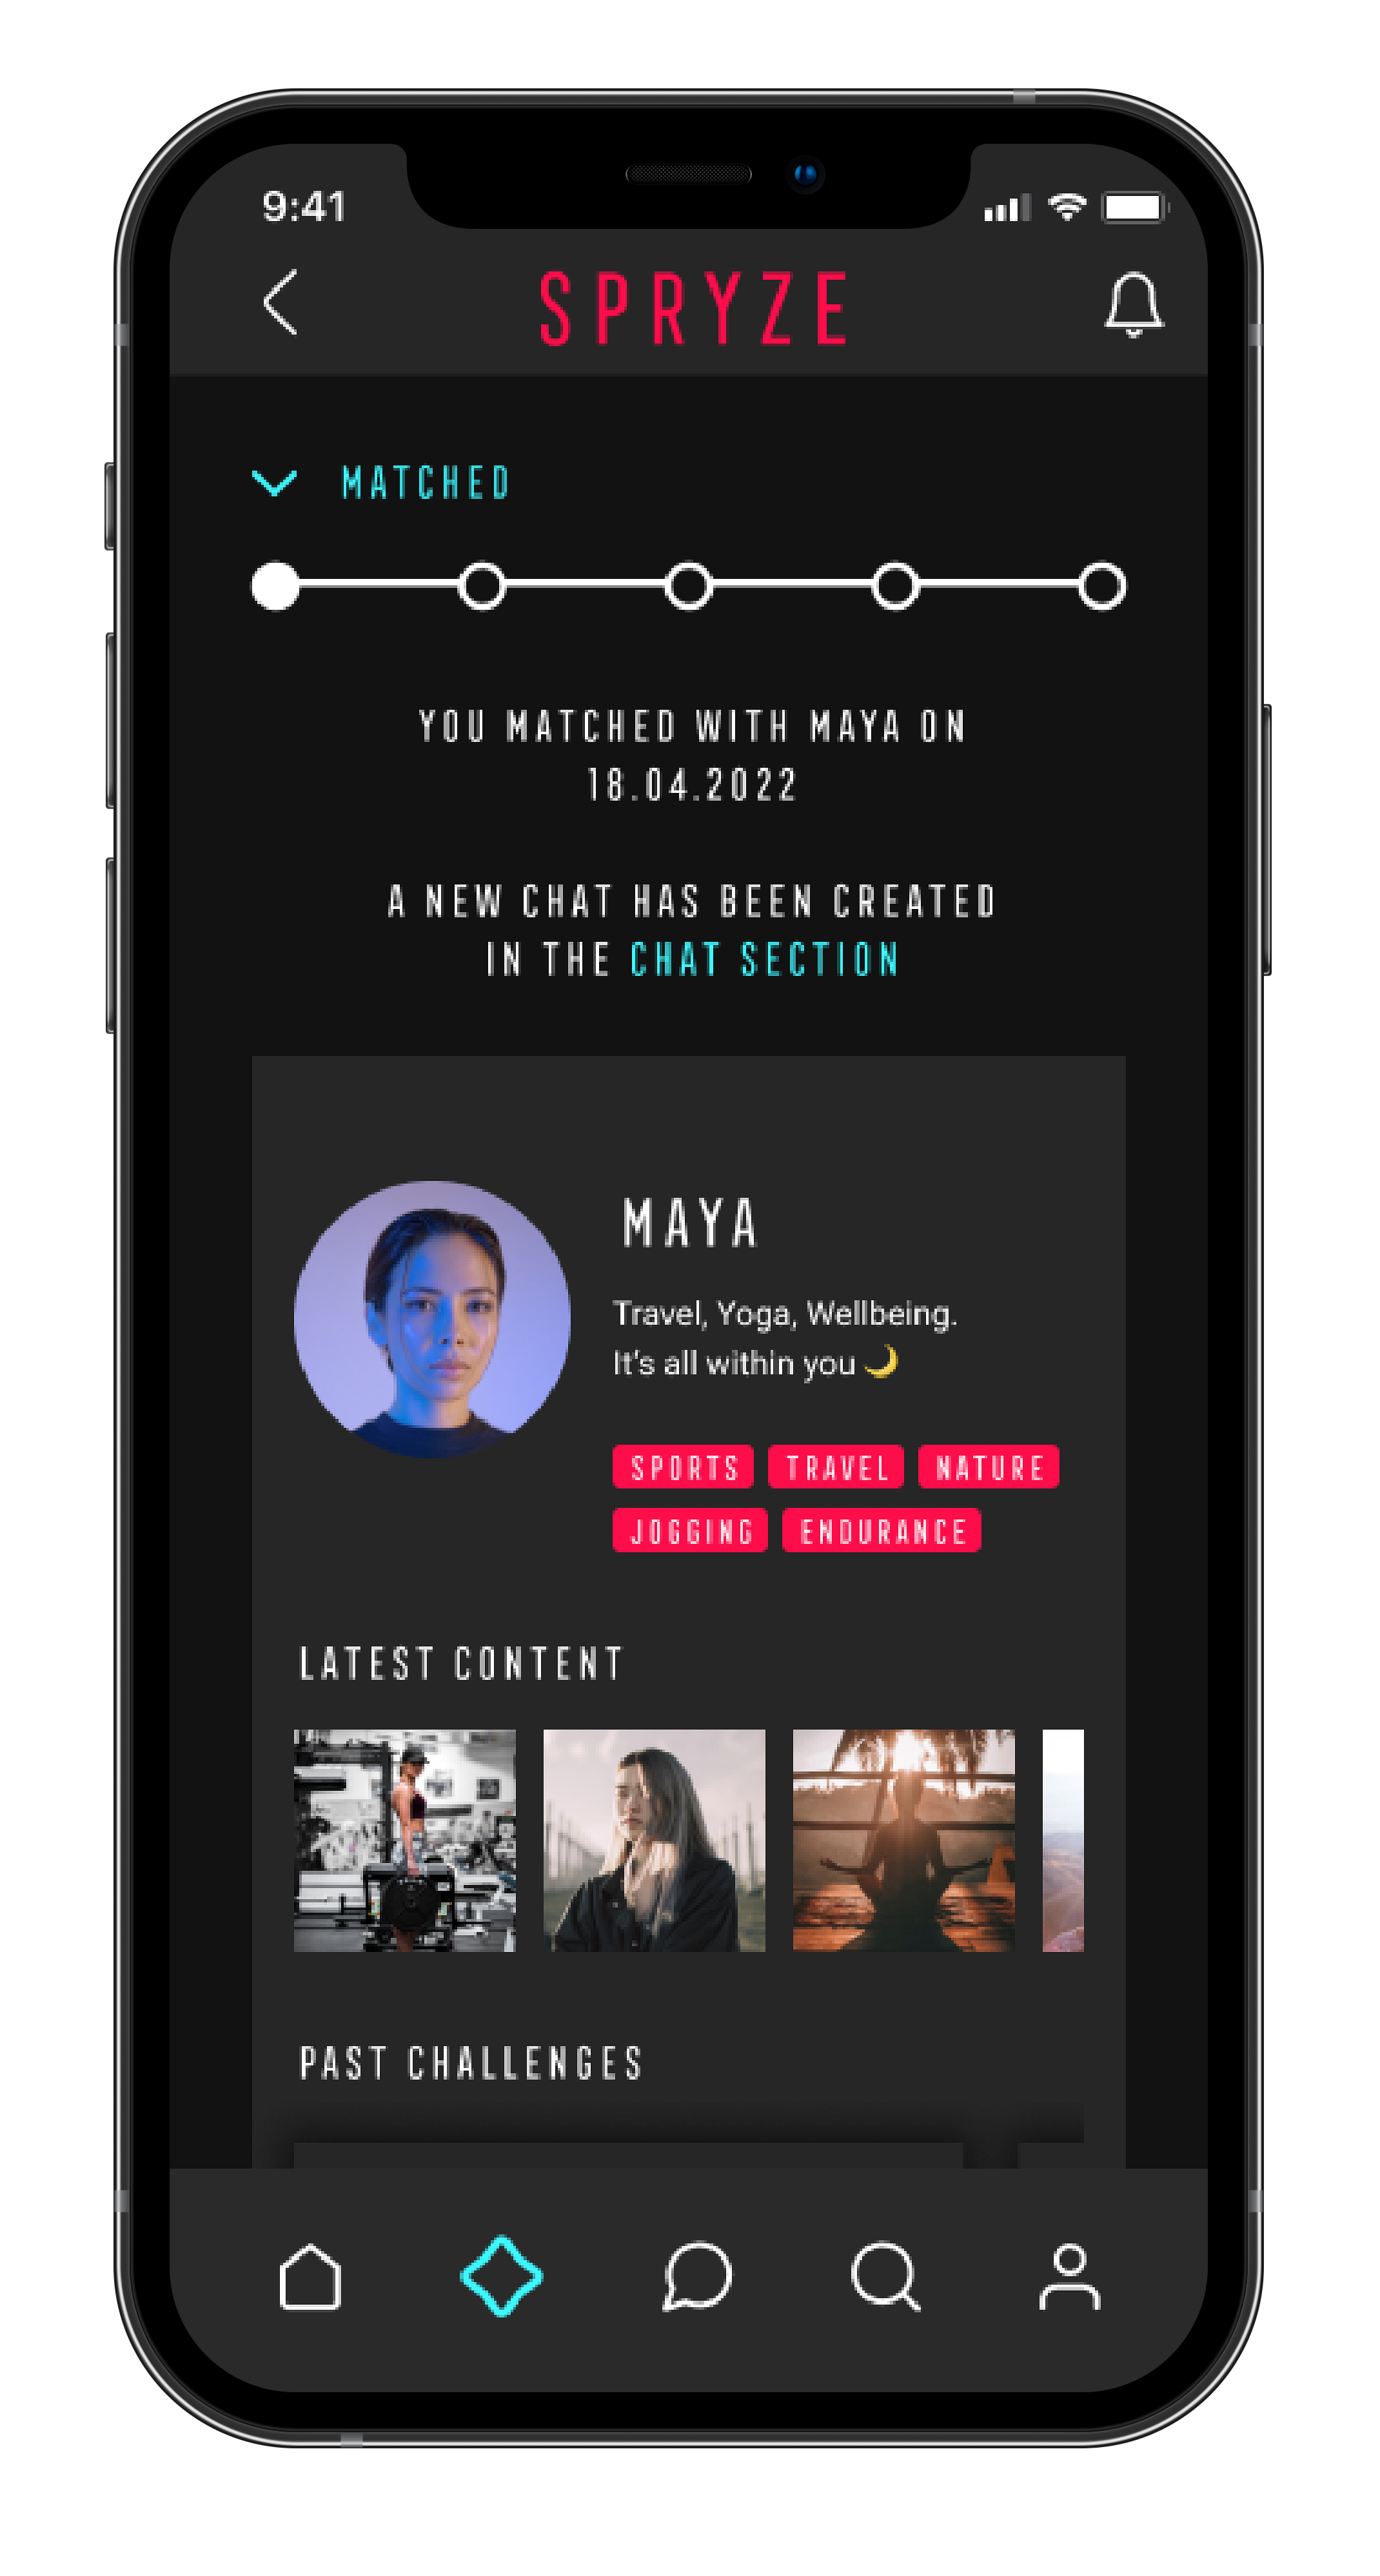 9:41
SPRYZE
MATCHED
YOU MATCHED WITH MAYA ON
18.04.2022
A NEW CHAT HAS BEEN CREATED
IN THE CHAT SECTION
MAYA
Travel, Yoga, Wellbeing.
It's all within you 🌙
SPORTS TRAVEL NATURE
JOGGING ENDURANCE
LATEST CONTENT
PAST CHALLENGES